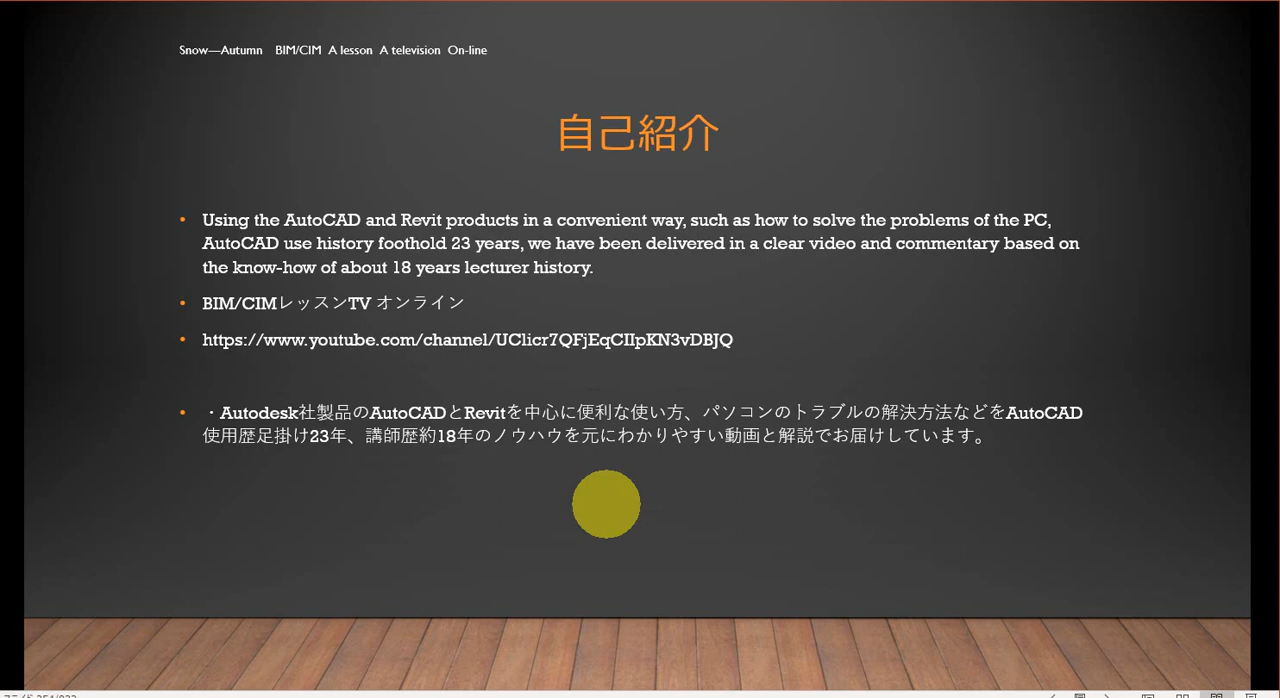 Snow—Autumn BIM/CIM A lesson A television On-line
自己紹介
• Using the AutoCAD and Revit products in a convenient way, such as how to solve the problems of the PC,
AutoCAD use history foothold 23 years, we have been delivered in a clear video and commentary based on
the know-how of about 18 years lecturer history.
• BIM/CIMレッスンTV オンライン
• https://www.youtube.com/channel/UClicr7QFjEqCIIpKN3vDBJQ
• ・Autodesk社製品のAutoCADとRevitを中心に便利な使い方、パソコンのトラブルの解決方法などをAutoCAD
使用歴足掛け23年、講師歴約18年のノウハウを元にわかりやすい動画と解説でお届けしています。